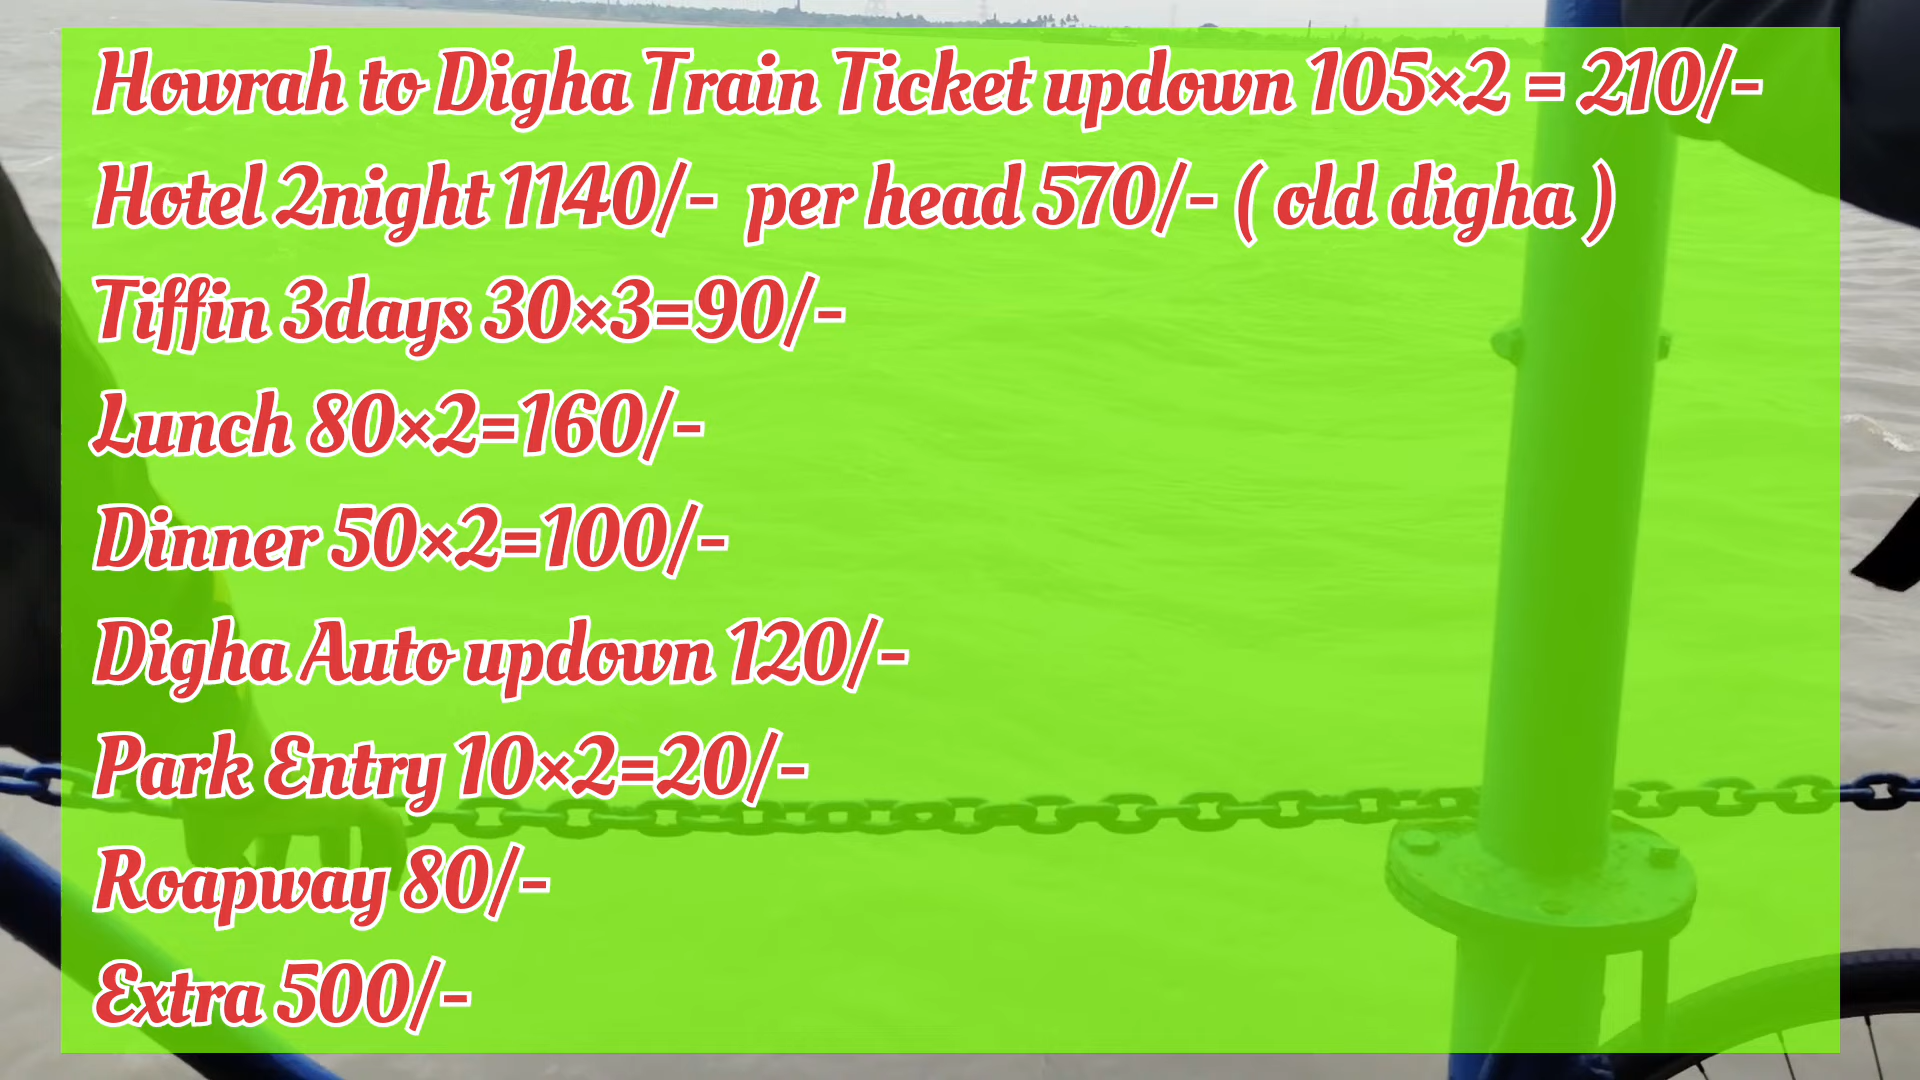 Howrah to Digha Train Ticket updown 105×2 = 210/-
Hotel 2night 1140/- per head 570/- ( old digha )
Tiffin 3days 30×3=90/-
Lunch 80×2=160/-
Dinner 50×2=100/-
Digha Auto updown 120/-
Park Entry 10×2=20/-
Roapway 80/-
Extra 500/-